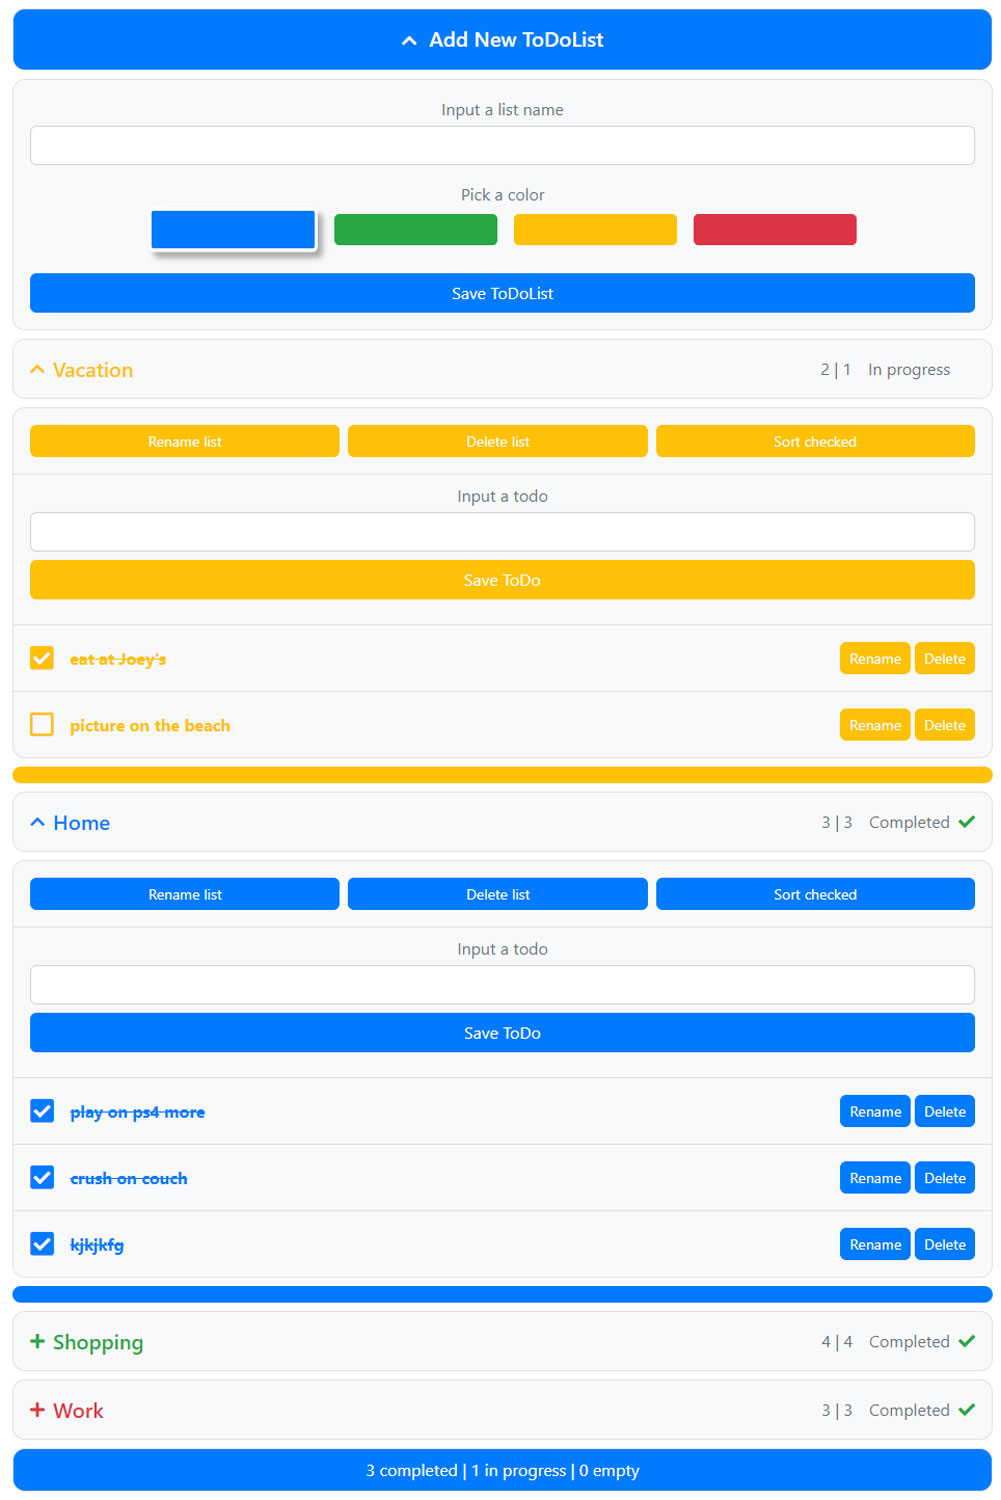 Add New ToDoList
Input a list name
Pick a color
Save ToDoList
Vacation 2 | 1 In progress
Rename list Delete list Sort checked
Input a todo
Save ToDo
eat at Joey's Rename Delete
picture on the beach Rename Delete
Home 3 | 3 Completed
Rename list Delete list Sort checked
Input a todo
Save ToDo
play on ps4 more Rename Delete
crush on couch Rename Delete
kjkjkfg Rename Delete
Shopping 4 | 4 Completed
Work 3 | 3 Completed
3 completed | 1 in progress | 0 empty